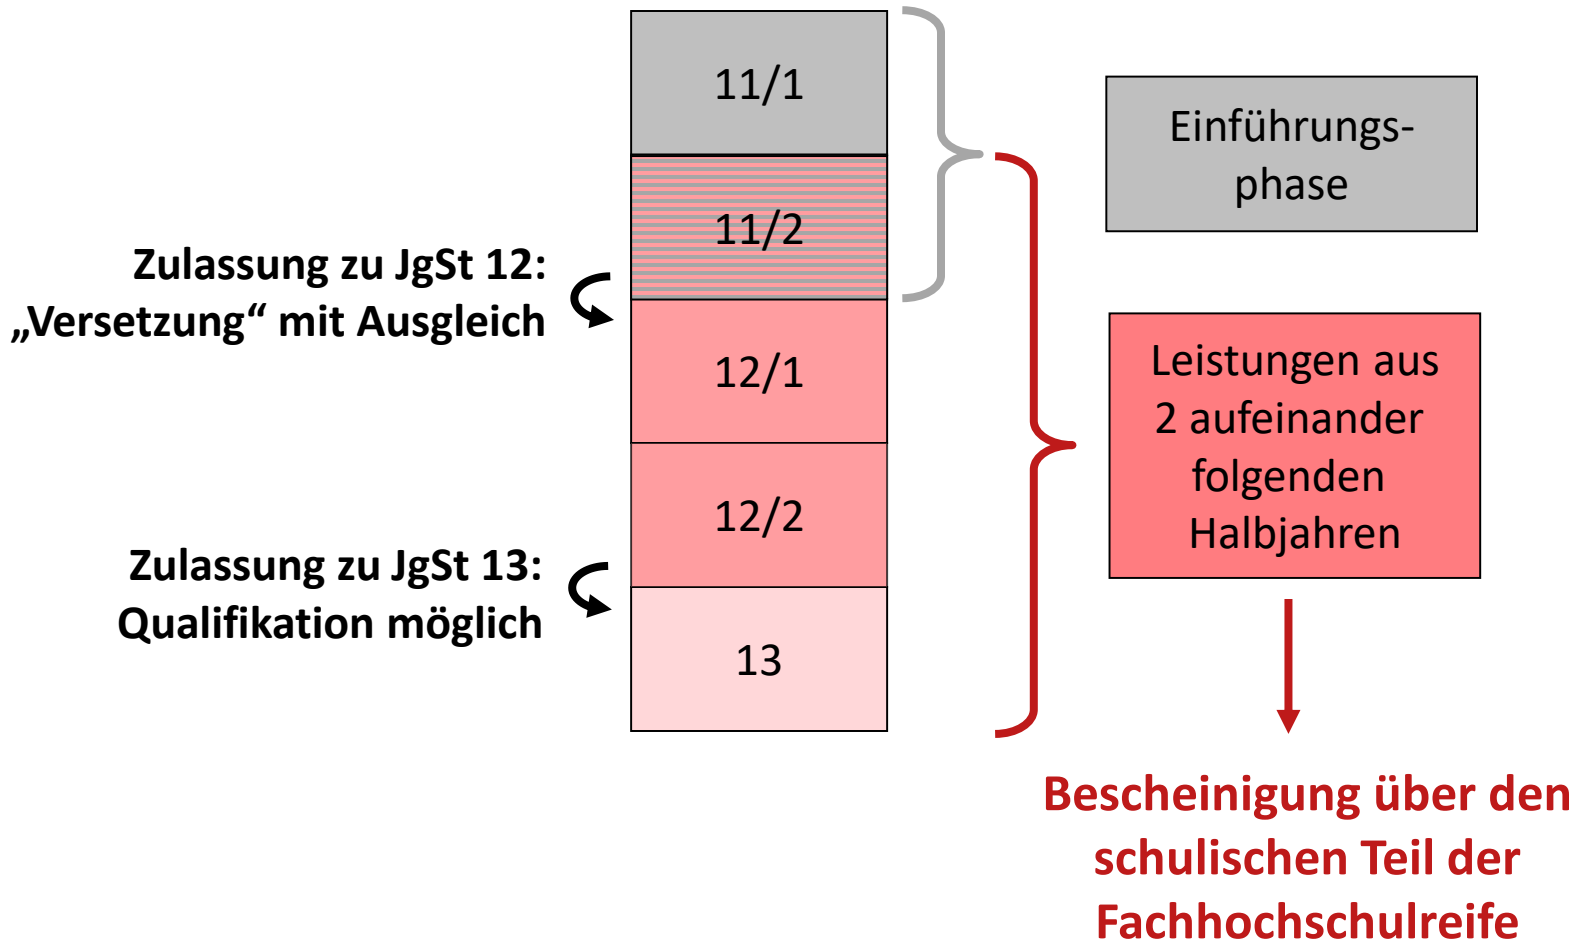 11/1
11/2
12/1
12/2
13
Zulassung zu JgSt 12:
„Versetzung“ mit Ausgleich
Zulassung zu JgSt 13:
Qualifikation möglich
Einführungs-
phase
Leistungen aus
2 aufeinander
folgenden
Halbjahren
Bescheinigung über den
schulischen Teil der
Fachhochschulreife